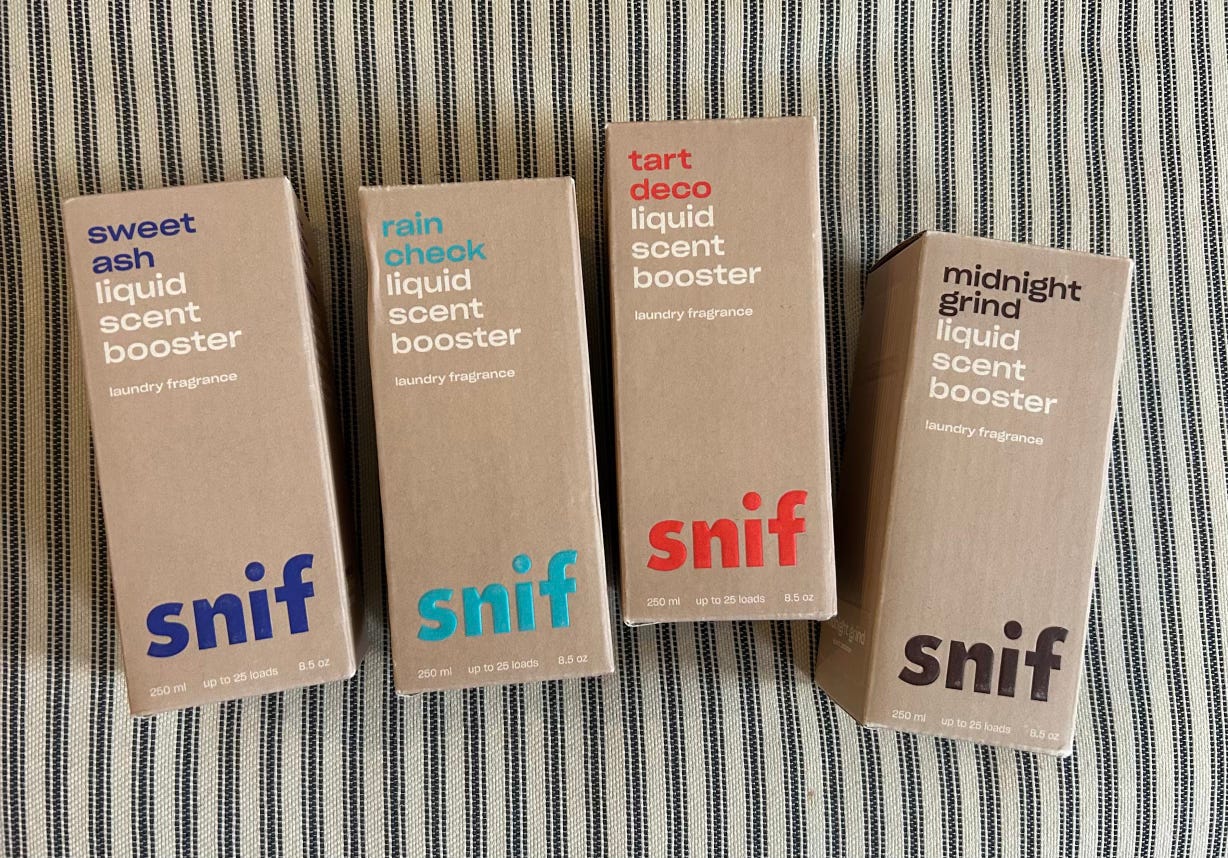 sweet
ash
liquid
scent
booster
laundry fragrance
snif
250 ml up to 25 loads 8.5 oz
rain
check
liquid
scent
booster
laundry fragrance
snif
250 ml up to 25 loads 8.5 oz
tart
deco
liquid
scent
booster
laundry fragrance
snif
250 ml up to 25 loads 8.5 oz
midnight
grind
liquid
scent
booster
laundry fragrance
snif
250 ml up to 25 loads 8.5 oz